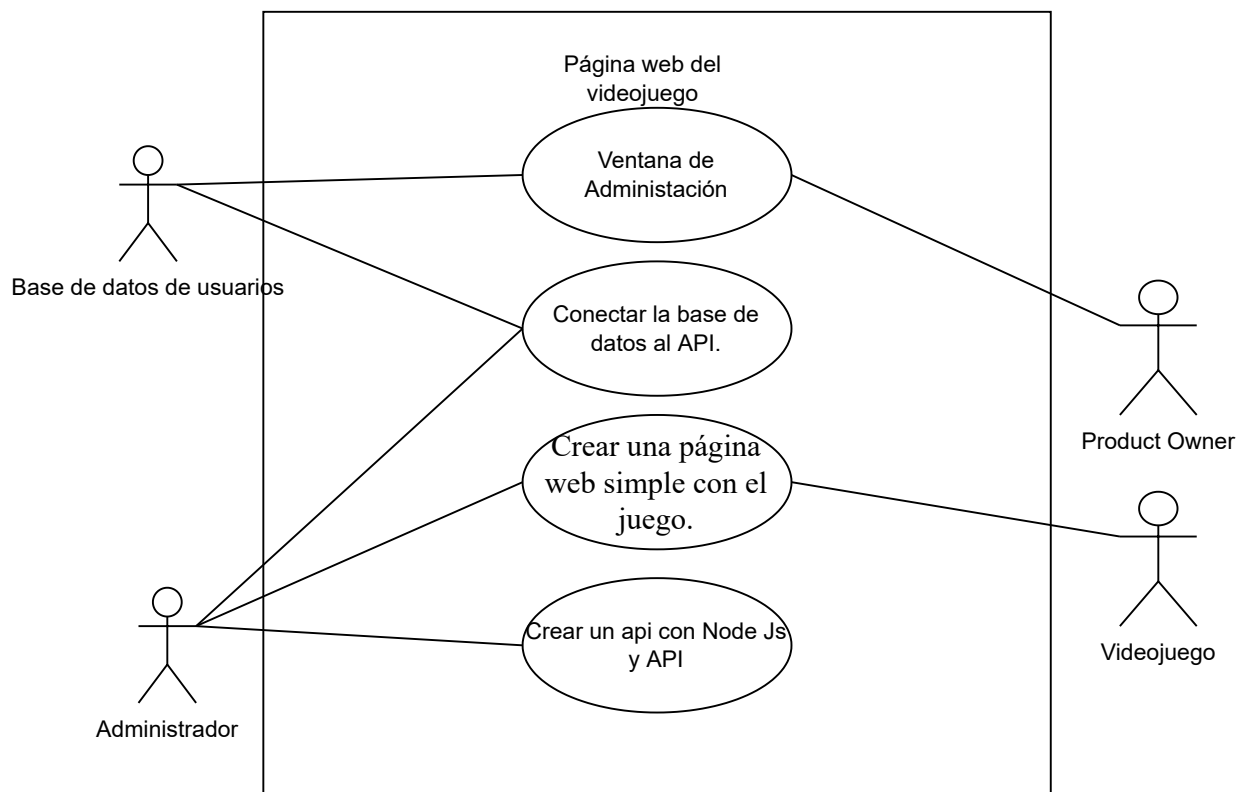 Página web del
videojuego
Ventana de
Administación
Base de datos de usuarios
Conectar la base de
datos al API.
Product Owner
Crear una página
web simple con el
juego.
Crear un api con Node Js
y API
Videojuego
Administrador